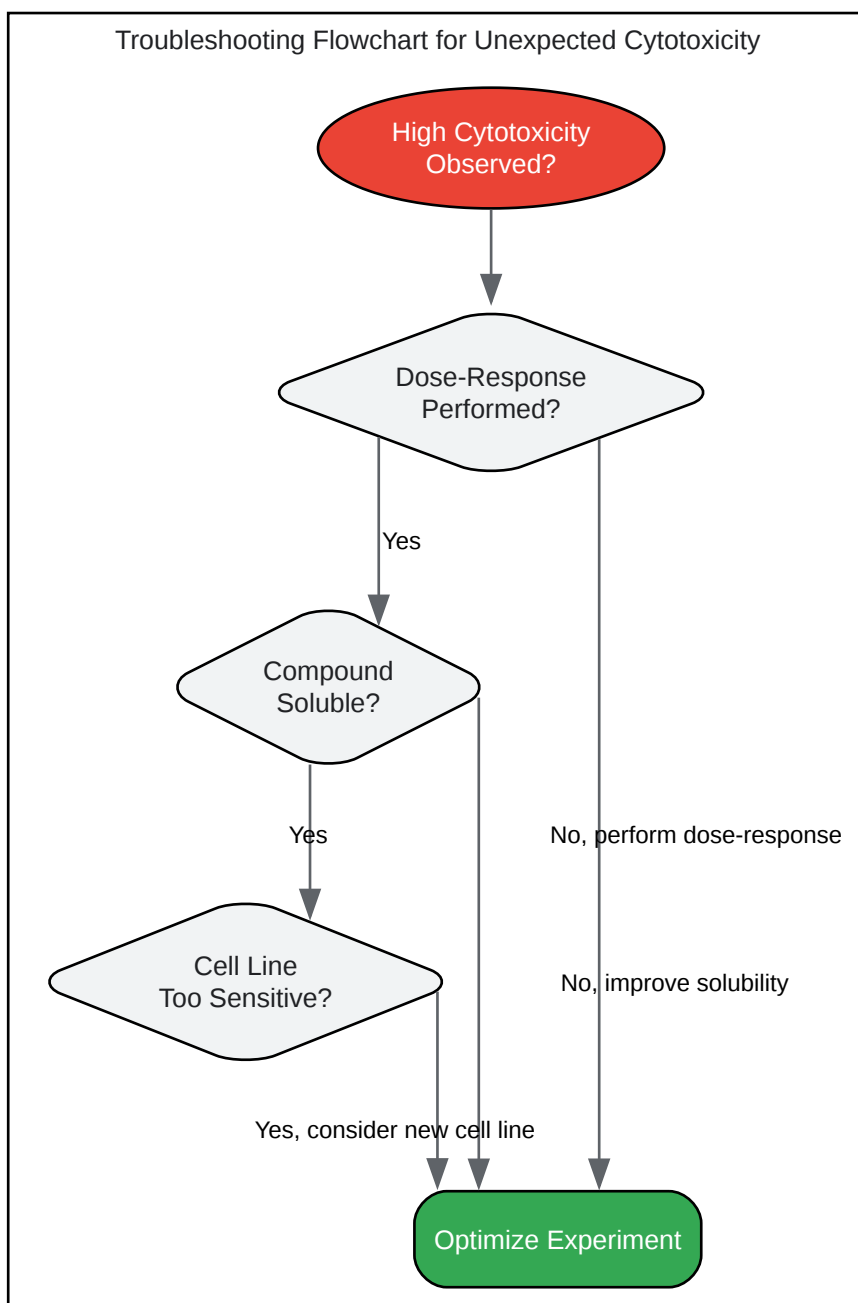 Troubleshooting Flowchart for Unexpected Cytotoxicity
High Cytotoxicity
Observed?
Dose-Response
Performed?
Yes
Compound
Soluble?
Yes
No, perform dose-response
Cell Line
Too Sensitive?
No, improve solubility
Yes, consider new cell line
Optimize Experiment